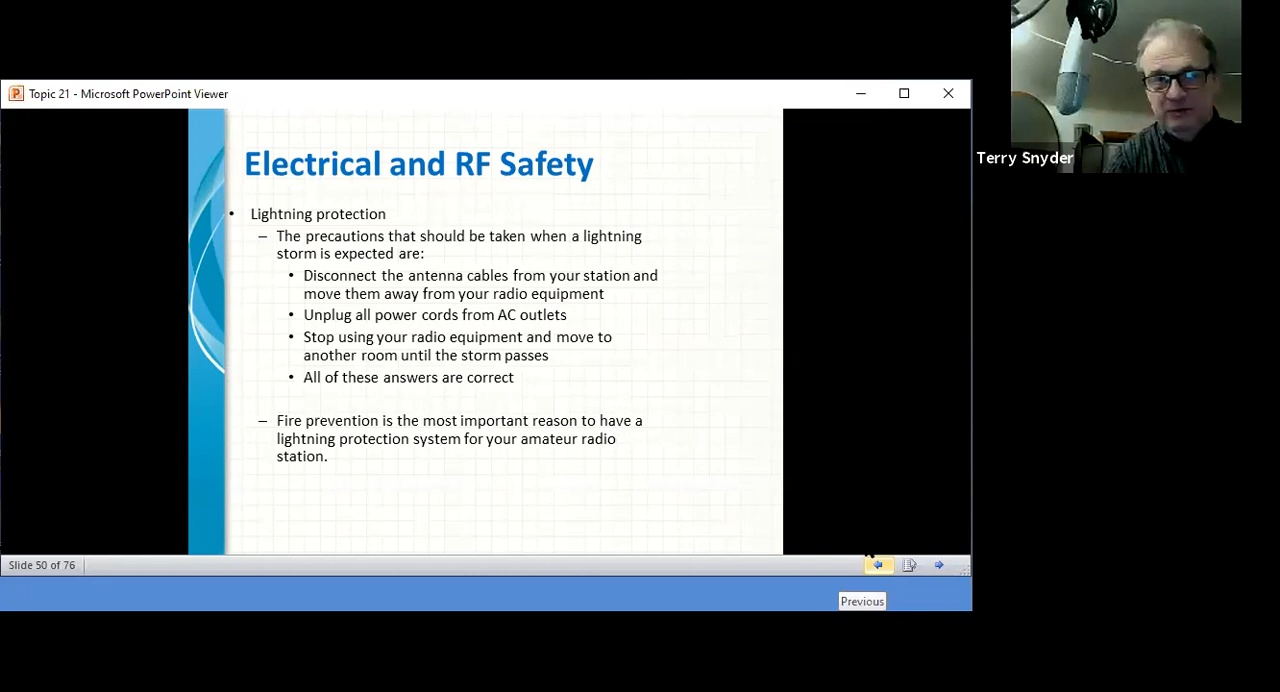 Topic 21 - Microsoft PowerPoint Viewer
Electrical and RF Safety
• Lightning protection
– The precautions that should be taken when a lightning
storm is expected are:
• Disconnect the antenna cables from your station and
move them away from your radio equipment
• Unplug all power cords from AC outlets
• Stop using your radio equipment and move to
another room until the storm passes
• All of these answers are correct
– Fire prevention is the most important reason to have a
lightning protection system for your amateur radio
station.
Slide 50 of 76
Previous
Terry Snyder